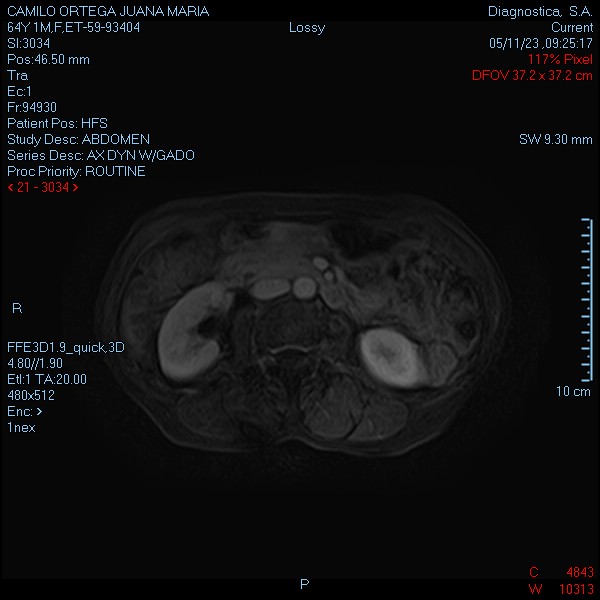 CAMILO ORTEGA JUANA MARIA
Diagnostica, S.A.
64Y 1M,F,ET-59-93404
Lossy
Current
SI:3034
05/11/23 ,09:25:17
Pos:46.50 mm
117% Pixel
Tra
DFOV 37.2 x 37.2 cm
Ec:1
Fr:94930
Patient Pos: HFS
Study Desc: ABDOMEN
SW 9.30 mm
Series Desc: AX DYN W/GADO
Proc Priority: ROUTINE
< 21 - 3034 >
R
FFE3D1.9_quick,3D
4.80//1.90
Etl:1 TA:20.00
480x512
10 cm
Enc: >
1nex
C 4843
P
W 10313